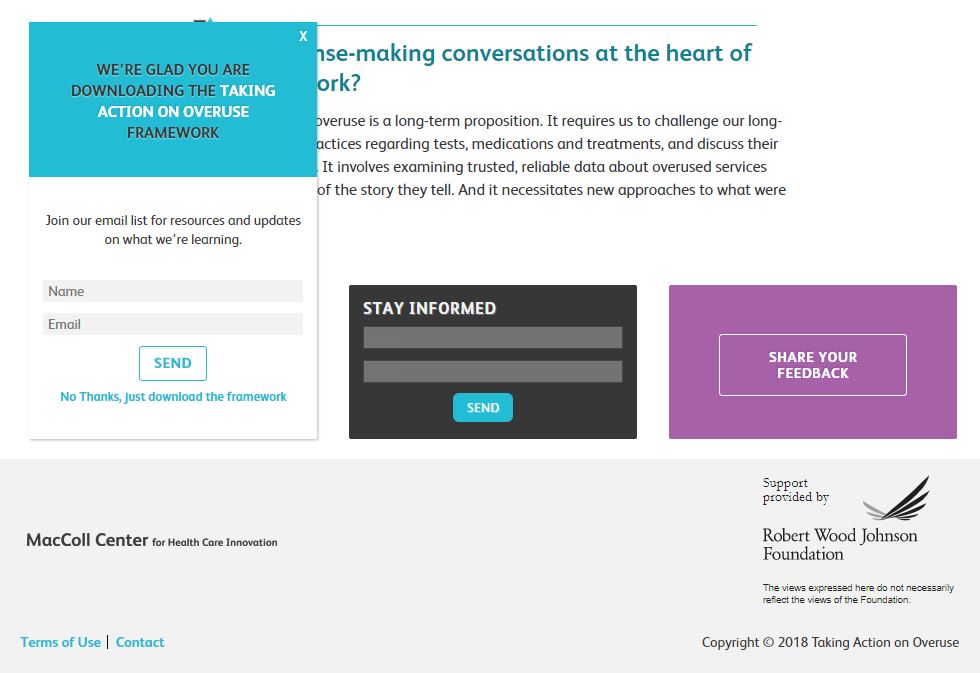 X
WE'RE GLAD YOU ARE
DOWNLOADING THE TAKING
ACTION ON OVERUSE
FRAMEWORK
Join our email list for resources and updates
on what we're learning.
Name
Email
SEND
No Thanks, just download the framework
nse-making conversations at the heart of
ork?
overuse is a long-term proposition. It requires us to challenge our long-
actices regarding tests, medications and treatments, and discuss their
. It involves examining trusted, reliable data about overused services
of the story they tell. And it necessitates new approaches to what were
STAY INFORMED
SEND
SHARE YOUR
FEEDBACK
MacColl Center for Health Care Innovation
Support
provided by
Robert Wood Johnson
Foundation
The views expressed here do not necessarily
reflect the views of the Foundation.
Terms of Use | Contact
Copyright © 2018 Taking Action on Overuse